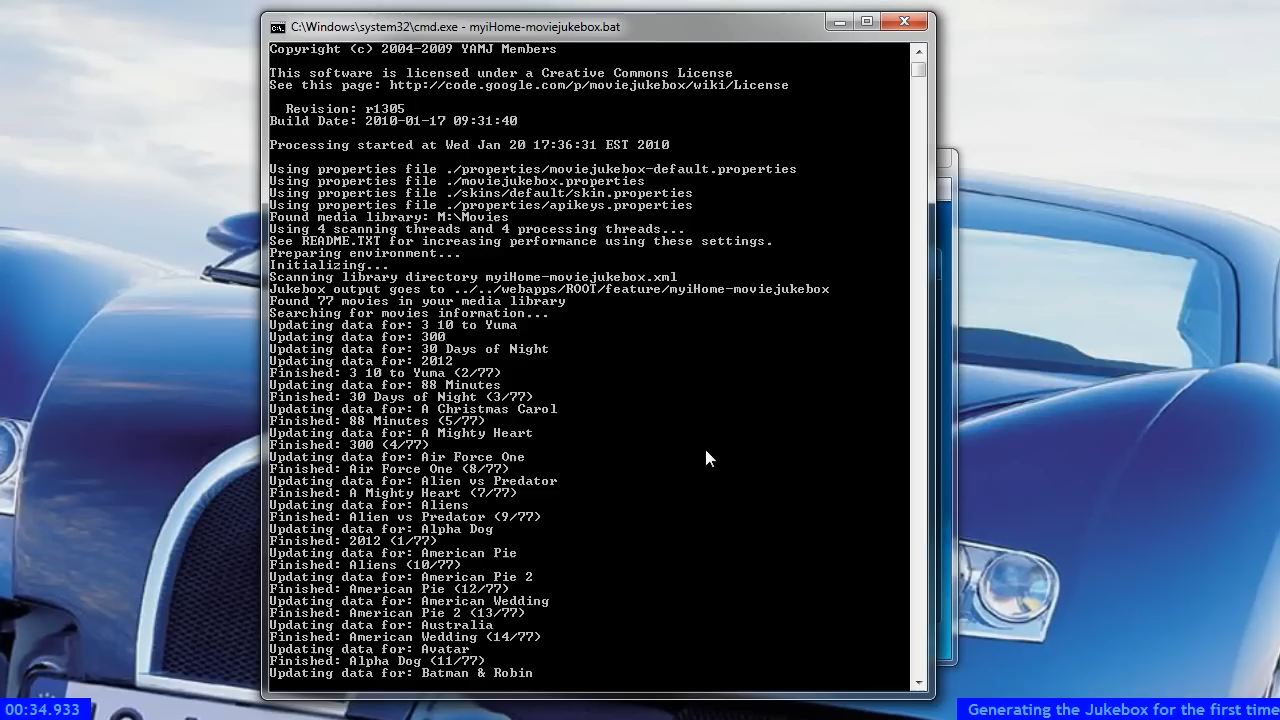 C:\Windows\system32\cmd.exe - myiHome-moviejukebox.bat
Copyright (c) 2004-2009 YAMJ Members
This software is licensed under a Creative Commons License
See this page: http://code.google.com/p/moviejukebox/wiki/License
Revision: r1305
Build Date: 2010-01-17 09:31:40
Processing started at Wed Jan 20 17:36:31 EST 2010
Using properties file ./properties/moviejukebox-default.properties
Using properties file ./moviejukebox.properties
Using properties file ./skins/default/skin.properties
Using properties file ./properties/apikeys.properties
Found media library: M:\Movies
Using 4 scanning threads and 4 processing threads...
See README.TXT for increasing performance using these settings.
Preparing environment...
Initializing...
Scanning library directory myiHome-moviejukebox.xml
Jukebox output goes to ../../webapps/ROOT/feature/myiHome-moviejukebox
Found 77 movies in your media library
Searching for movies information...
Updating data for: 3 10 to Yuma
Updating data for: 300
Updating data for: 30 Days of Night
Updating data for: 2012
Finished: 3 10 to Yuma (2/77)
Updating data for: 88 Minutes
Finished: 30 Days of Night (3/77)
Updating data for: A Christmas Carol
Finished: 88 Minutes (5/77)
Updating data for: A Mighty Heart
Finished: 300 (4/77)
Updating data for: Air Force One
Finished: Air Force One (8/77)
Updating data for: Alien vs Predator
Finished: A Mighty Heart (7/77)
Updating data for: Aliens
Finished: Alien vs Predator (9/77)
Updating data for: Alpha Dog
Finished: 2012 (1/77)
Updating data for: American Pie
Finished: Aliens (10/77)
Updating data for: American Pie 2
Finished: American Pie (12/77)
Updating data for: American Wedding
Finished: American Pie 2 (13/77)
Updating data for: Australia
Finished: American Wedding (14/77)
Updating data for: Avatar
Finished: Alpha Dog (11/77)
Updating data for: Batman & Robin
00:34.933
Generating the Jukebox for the first time